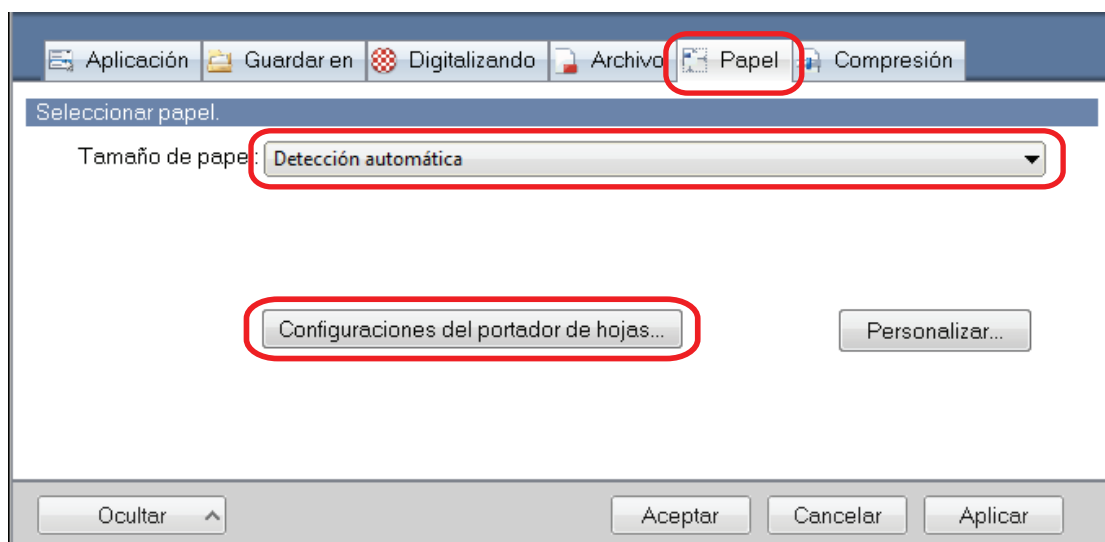 Aplicación Guardar en Digitalizando Archivo Papel Compresión
Seleccionar papel.
Tamaño de papel: Detección automática
Configuraciones del portador de hojas... Personalizar...
Ocultar Aceptar Cancelar Aplicar